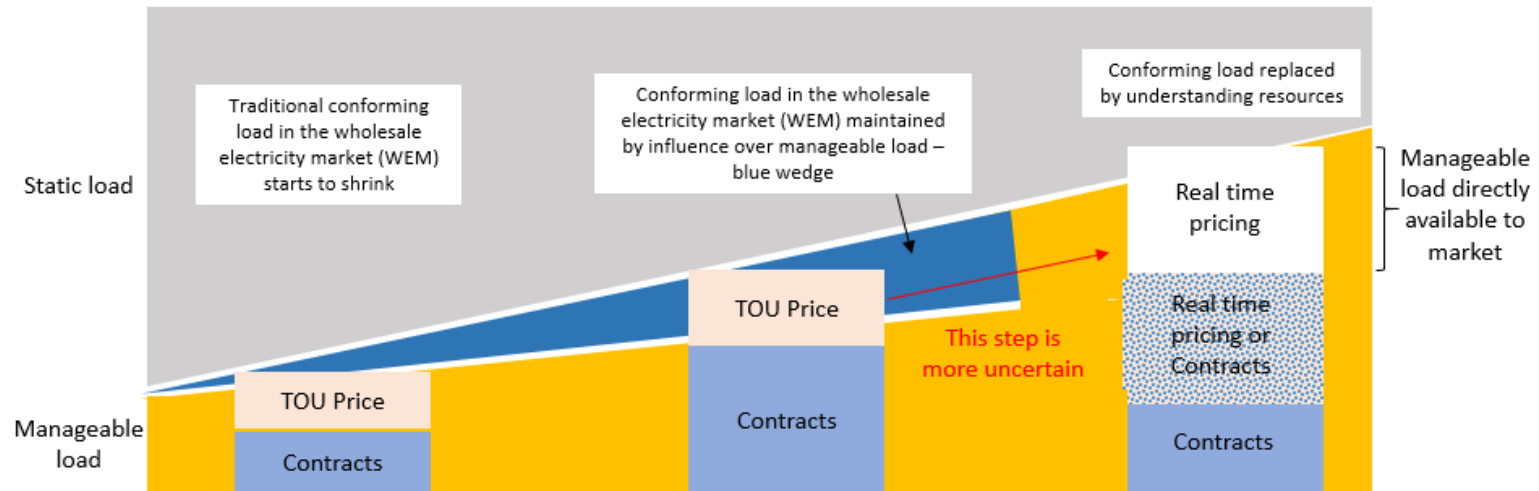 Traditional conforming
load in the wholesale
electricity market (WEM)
starts to shrink
Conforming load in the wholesale
electricity market (WEM) maintained
by influence over manageable load –
blue wedge
Conforming load replaced
by understanding resources
Static load
Manageable
load directly
available to
market
Real time
pricing
TOU Price
Real time
pricing or
Contracts
This step is
more uncertain
TOU Price
Contracts
Manageable
load
Contracts
Contracts